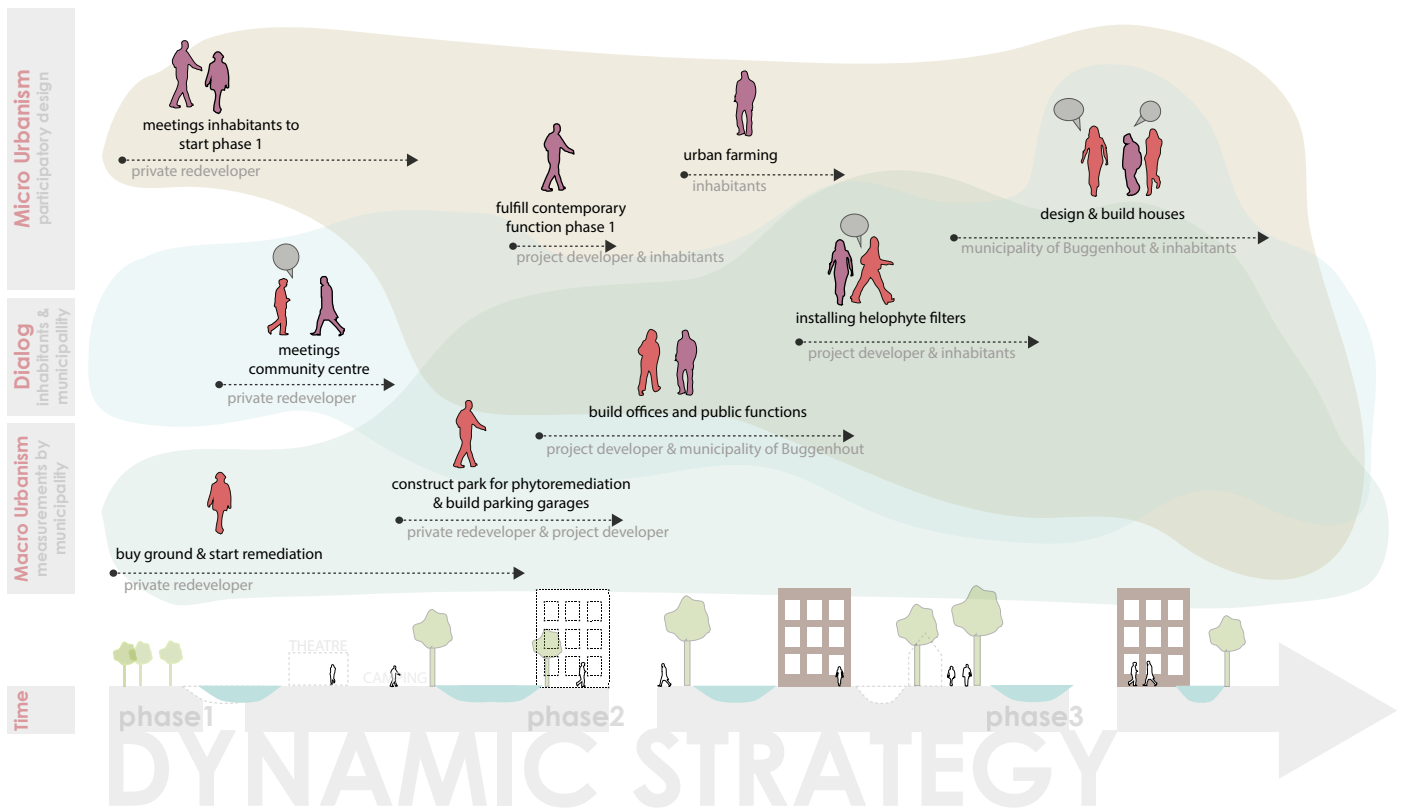 Micro Urbanism
participatory design
meetings inhabitants to
start phase 1
private redeveloper
fulfill contemporary
function phase 1
project developer & inhabitants
urban farming
inhabitants
design & build houses
municipality of Buggenhout & inhabitants
Dialog
inhabitants &
municipallity
meetings
community centre
private redeveloper
installing helophyte filters
project developer & inhabitants
build offices and public functions
project developer & municipality of Buggenhout
Macro Urbanism
measurements by
municipality
construct park for phytoremediation
& build parking garages
private redeveloper & project developer
buy ground & start remediation
private redeveloper
THEATRE
CAMPING
Time
phase1
phase2
phase3
DYNAMIC STRATEGY